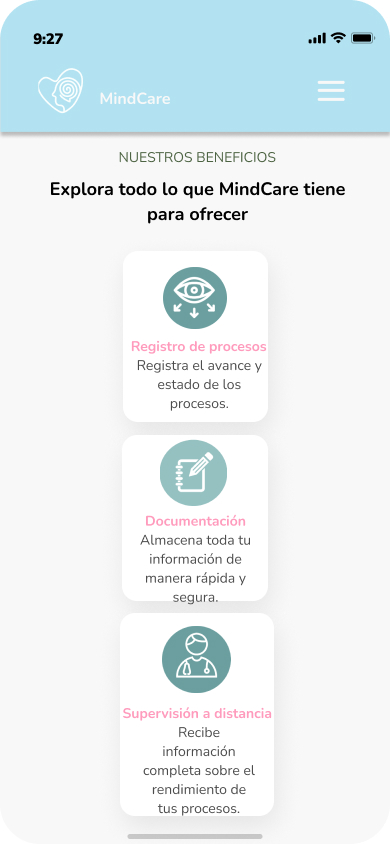 9:27
MindCare
NUESTROS BENEFICIOS
Explora todo lo que MindCare tiene
para ofrecer
Registro de procesos
Registra el avance y
estado de los
procesos.
Documentación
Almacena toda tu
información de
manera rápida y
segura.
Supervisión a distancia
Recibe
información
completa sobre el
rendimiento de
tus procesos.